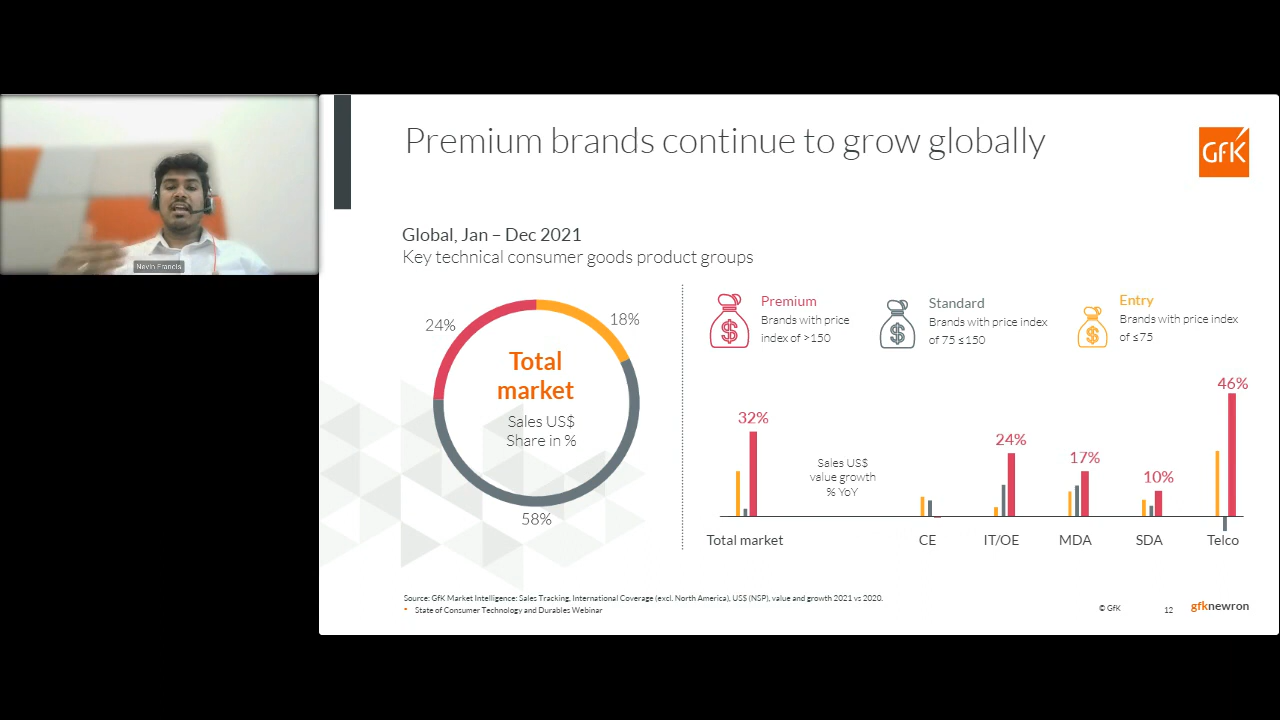 Premium brands continue to grow globally
GfK
Nevin Francis
Global, Jan – Dec 2021
Key technical consumer goods product groups
24%
18%
Total
market
Sales US$
Share in %
58%
Premium
Brands with price
index of >150
Standard
Brands with price index
of 75 ≤150
Entry
Brands with price index
of ≤75
32%
Sales US$
value growth
% YoY
24%
17%
10%
46%
Total market
CE
IT/OE
MDA
SDA
Telco
Source: GfK Market Intelligence: Sales Tracking, International Coverage (excl. North America), US$ (NSP), value and growth 2021 vs 2020.
State of Consumer Technology and Durables Webinar
© GfK
12
gfknewron